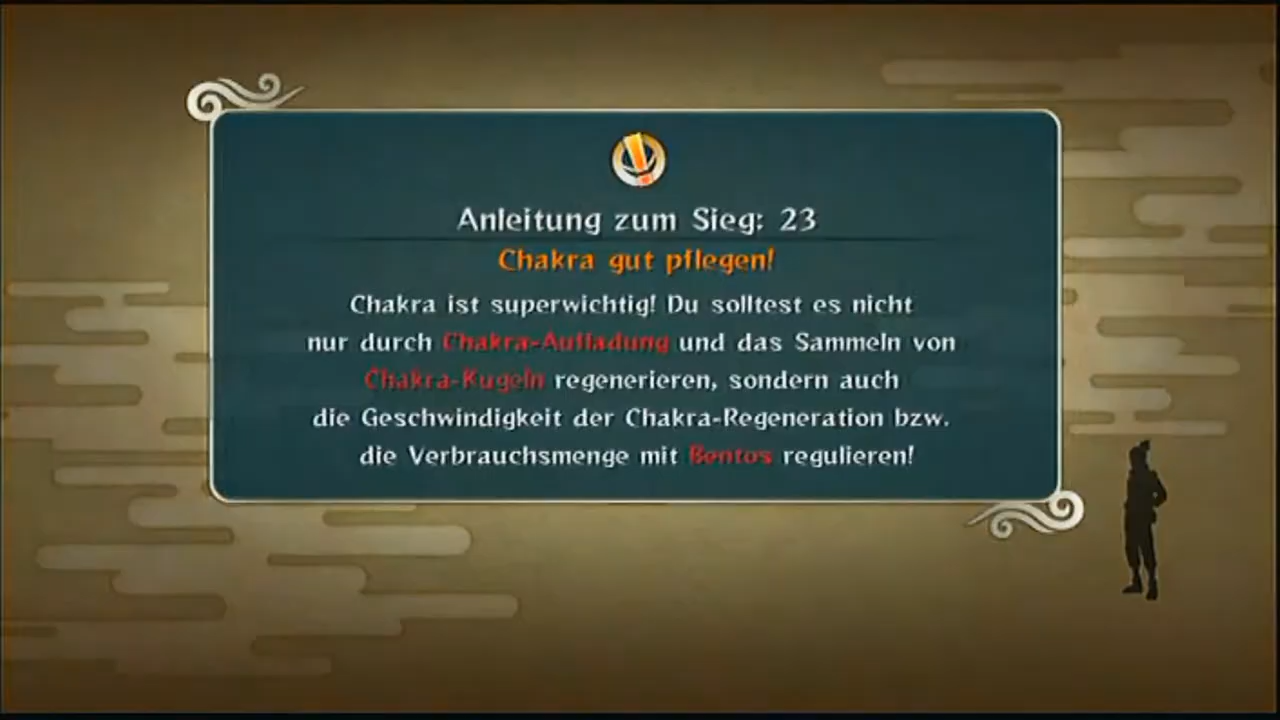 Anleitung zum Sieg: 23
Chakra gut pflegen!
Chakra ist superwichtig! Du solltest es nicht
nur durch Chakra-Aufladung und das Sammeln von
Chakra-Kugeln regenerieren, sondern auch
die Geschwindigkeit der Chakra-Regeneration bzw.
die Verbrauchsmenge mit Bentos regulieren!